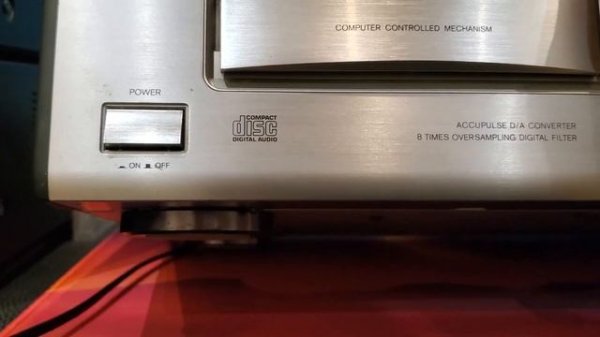 COMPUTER CONTROLLED MECHANISM
POWER
COMPACT
disc
DIGITAL AUDIO
ACCUPULSE D/A CONVERTER
8 TIMES OVERSAMPLING DIGITAL FILTER
ON OFF